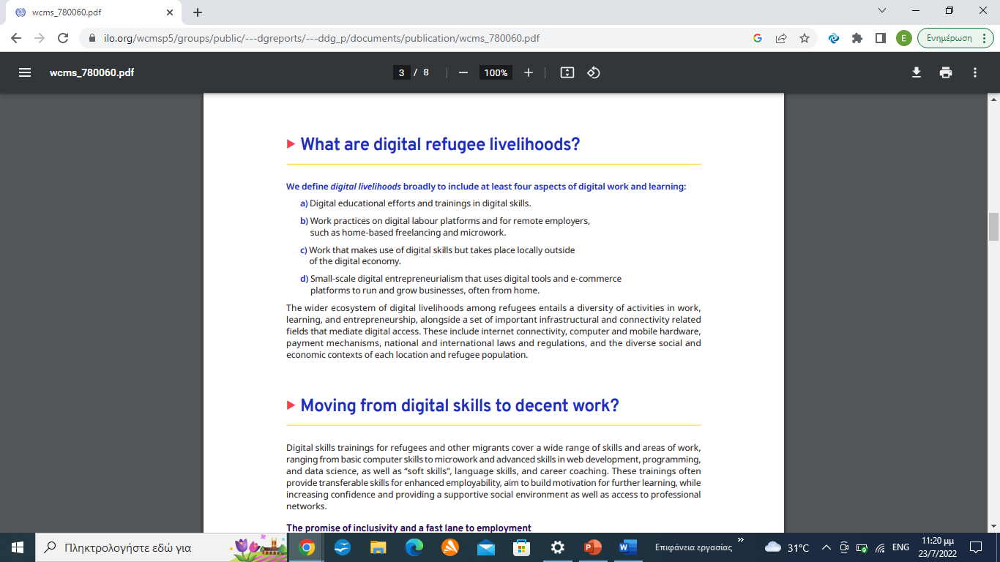 wcms_780060.pdf
ilo.org/wcmsp5/groups/public/---dgreports/---ddg_p/documents/publication/wcms_780060.pdf
E
Ενημέρωση
wcms_780060.pdf
3 / 8
100%
What are digital refugee livelihoods?
We define digital livelihoods broadly to include at least four aspects of digital work and learning:
a) Digital educational efforts and trainings in digital skills.
b) Work practices on digital labour platforms and for remote employers,
such as home-based freelancing and microwork.
c) Work that makes use of digital skills but takes place locally outside
of the digital economy.
d) Small-scale digital entrepreneurialism that uses digital tools and e-commerce
platforms to run and grow businesses, often from home.
The wider ecosystem of digital livelihoods among refugees entails a diversity of activities in work,
learning, and entrepreneurship, alongside a set of important infrastructural and connectivity related
fields that mediate digital access. These include internet connectivity, computer and mobile hardware,
payment mechanisms, national and international laws and regulations, and the diverse social and
economic contexts of each location and refugee population.
Moving from digital skills to decent work?
Digital skills trainings for refugees and other migrants cover a wide range of skills and areas of work,
ranging from basic computer skills to microwork and advanced skills in web development, programming,
and data science, as well as “soft skills”, language skills, and career coaching. These trainings often
provide transferable skills for enhanced employability, aim to build motivation for further learning, while
increasing confidence and providing a supportive social environment as well as access to professional
networks.
The promise of inclusivity and a fast lane to employment
Πληκτρολογήστε εδώ για
Επιφάνεια εργασίας
»
31°C
ENG
11:20 μμ
23/7/2022